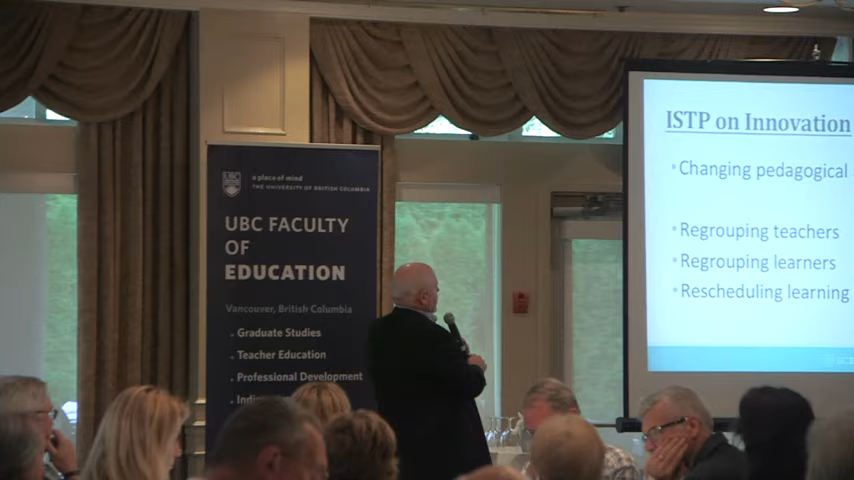 UBC
a place of mind
THE UNIVERSITY OF BRITISH COLUMBIA
UBC FACULTY
OF
EDUCATION
Vancouver, British Columbia
. Graduate Studies
. Teacher Education
. Professional Development
ISTP on Innovation
•Changing pedagogical
•Regrouping teachers
•Regrouping learners
•Rescheduling learning